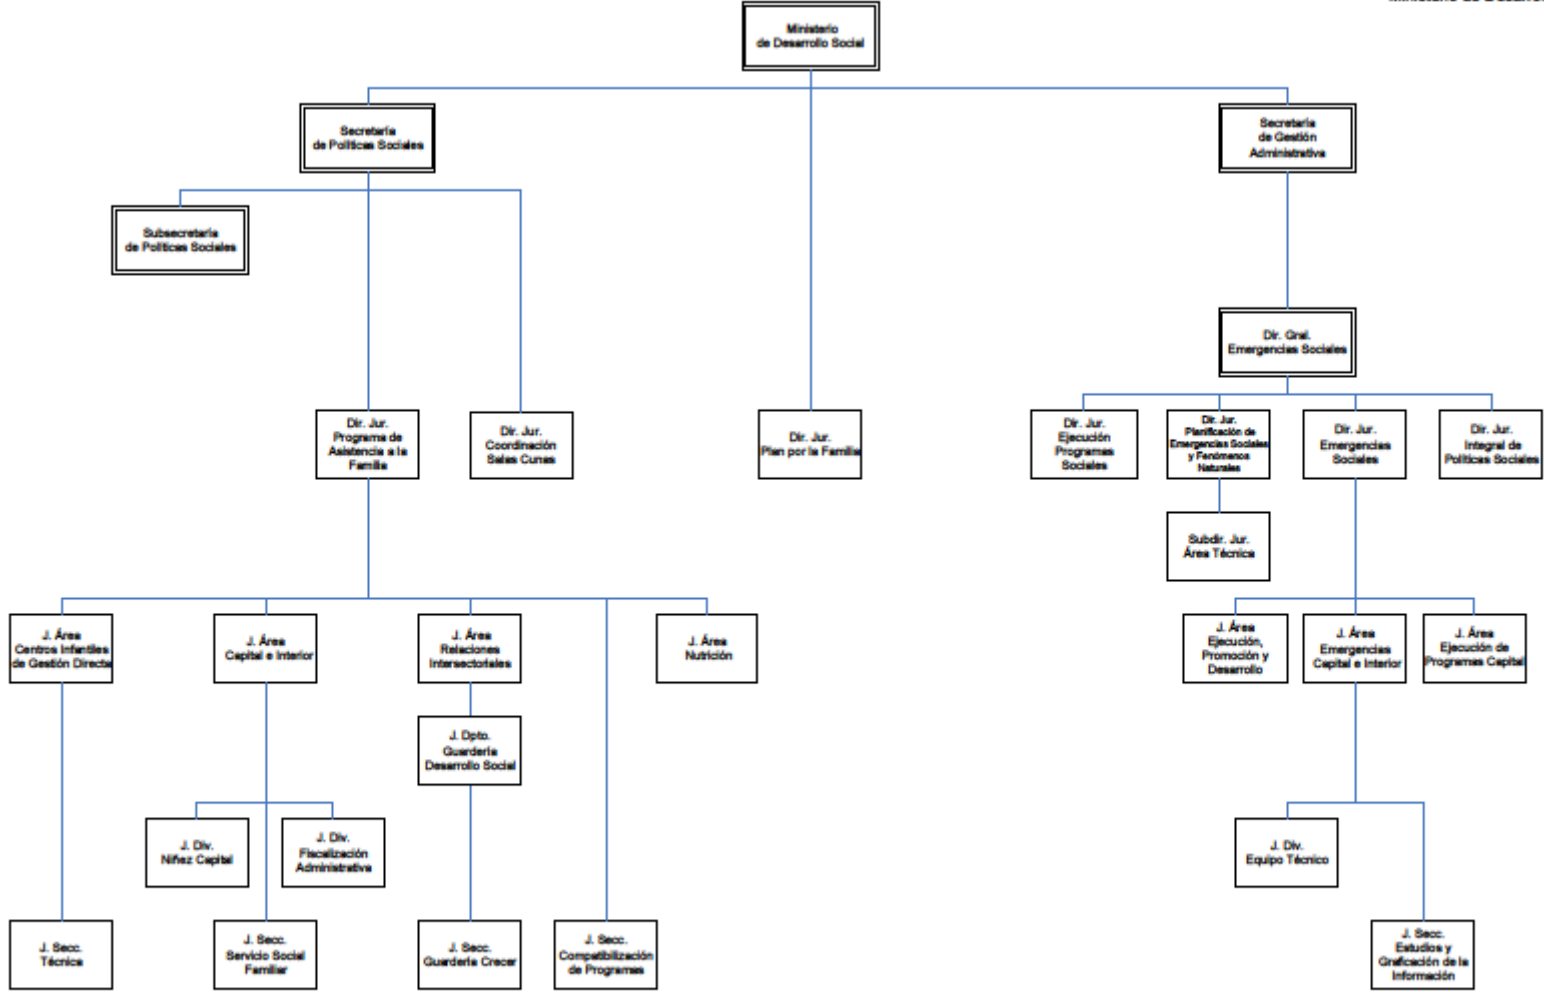 Ministerio
de Desarrollo Social
Secretaría
de Políticas Sociales
Secretaría
de Gestión
Administrativa
Subsecretaría
de Políticas Sociales
Dir. Gral.
Emergencias Sociales
Dir. Jur.
Programa de
Asistencia a la
Familia
Dir. Jur.
Coordinación
Salas Cunas
Dir. Jur.
Plan por la Familia
Dir. Jur.
Ejecución
Programas
Sociales
Dir. Jur.
Planificación de
Emergencias Sociales
y Fenómenos
Naturales
Dir. Jur.
Emergencias
Sociales
Dir. Jur.
Integral de
Políticas Sociales
Subdir. Jur.
Área Técnica
J. Área
Centros Infantiles
de Gestión Directa
J. Área
Capital e Interior
J. Área
Relaciones
Intersectoriales
J. Área
Nutrición
J. Área
Ejecución,
Promoción y
Desarrollo
J. Área
Emergencias
Capital e Interior
J. Área
Ejecución de
Programas Capital
J. Dpto.
Guardería
Desarrollo Social
J. Div.
Niñez Capital
J. Div.
Fiscalización
Administrativa
J. Div.
Equipo Técnico
J. Secc.
Técnica
J. Secc.
Servicio Social
Familiar
J. Secc.
Guardería Crecer
J. Secc.
Compatibilización
de Programas
J. Secc.
Estudios y
Graficación de la
Información